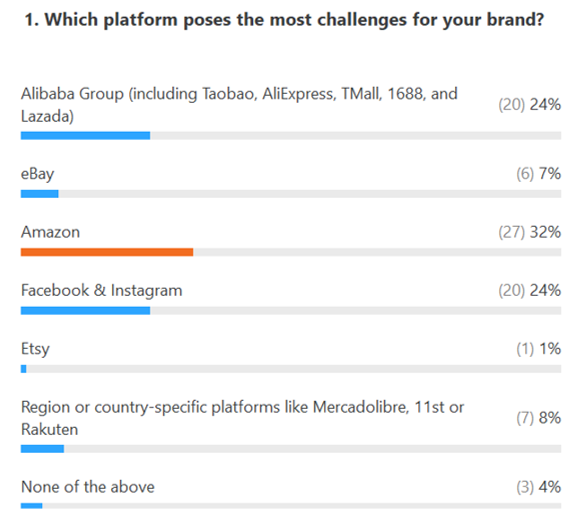 1. Which platform poses the most challenges for your brand?
Alibaba Group (including Taobao, AliExpress, TMall, 1688, and
Lazada)
(20) 24%
eBay
(6) 7%
Amazon
(27) 32%
Facebook & Instagram
(20) 24%
Etsy
(1) 1%
Region or country-specific platforms like Mercadolibre, 11st or
Rakuten
(7) 8%
None of the above
(3) 4%